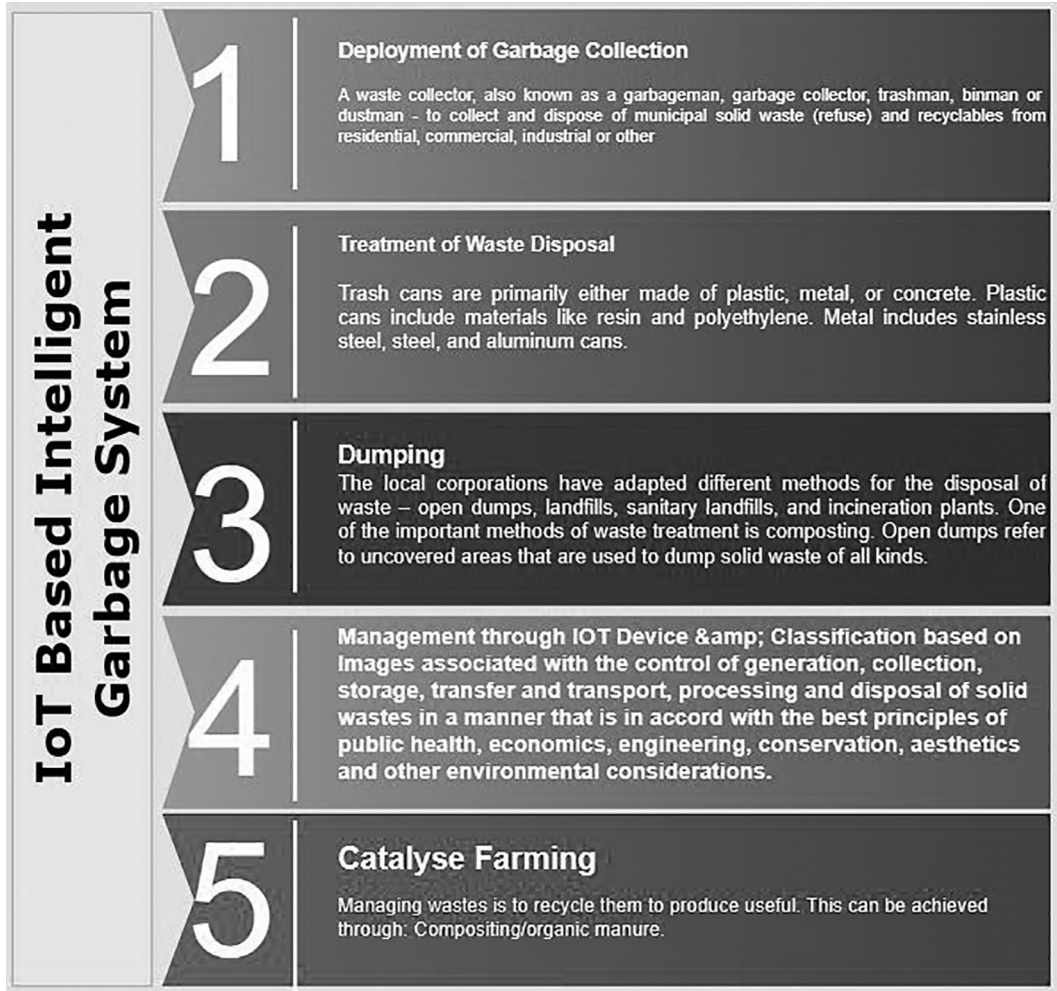 IoT Based Intelligent
Garbage System
1
Deployment of Garbage Collection
A waste collector, also known as a garbageman, garbage collector, trashman, binman or
dustman - to collect and dispose of municipal solid waste (refuse) and recyclables from
residential, commercial, industrial or other
2
Treatment of Waste Disposal
Trash cans are primarily either made of plastic, metal, or concrete. Plastic
cans include materials like resin and polyethylene. Metal includes stainless
steel, steel, and aluminum cans.
3
Dumping
The local corporations have adapted different methods for the disposal of
waste – open dumps, landfills, sanitary landfills, and incineration plants. One
of the important methods of waste treatment is composting. Open dumps refer
to uncovered areas that are used to dump solid waste of all kinds.
4
Management through IOT Device &amp; Classification based on
Images associated with the control of generation, collection,
storage, transfer and transport, processing and disposal of solid
wastes in a manner that is in accord with the best principles of
public health, economics, engineering, conservation, aesthetics
and other environmental considerations.
5
Catalyse Farming
Managing wastes is to recycle them to produce useful. This can be achieved
through: Compositing/organic manure.